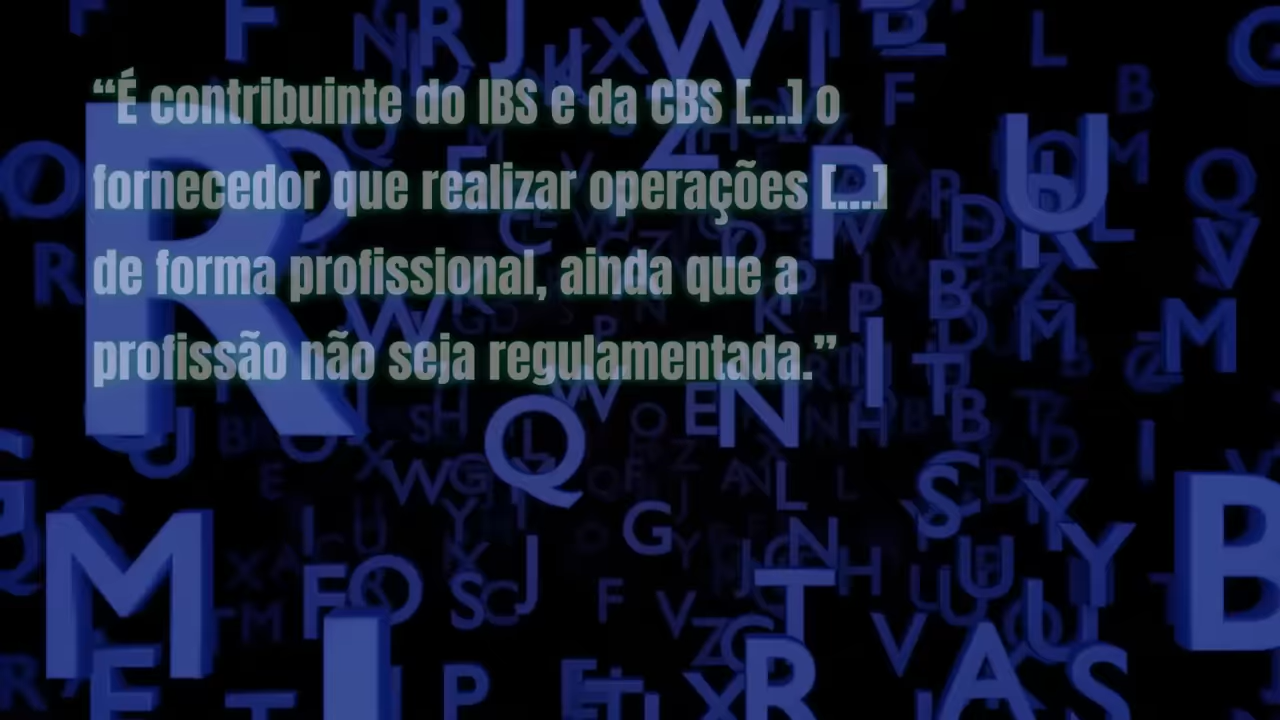 “É contribuinte do IBS e da CBS [...] o
fornecedor que realizar operações [...]
de forma profissional, ainda que a
profissão não seja regulamentada.”